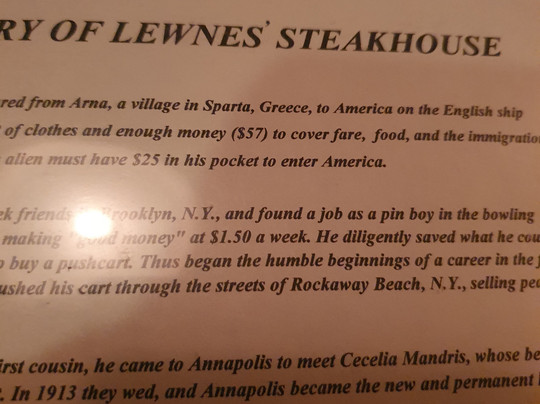 RY OF LEWNES' STEAKHOUSE
red from Arna, a village in Sparta, Greece, to America on the English ship
of clothes and enough money ($57) to cover fare, food, and the immigratio
alien must have $25 in his pocket to enter America.
ek friends Brooklyn, N.Y., and found a job as a pin boy in the bowling
making "good money" at $1.50 a week. He diligently saved what he cou
o buy a pushcart. Thus began the humble beginnings of a career in the f
ushed his cart through the streets of Rockaway Beach, N.Y., selling pea
irst cousin, he came to Annapolis to meet Cecelia Mandris, whose be
. In 1913 they wed, and Annapolis became the new and permanent